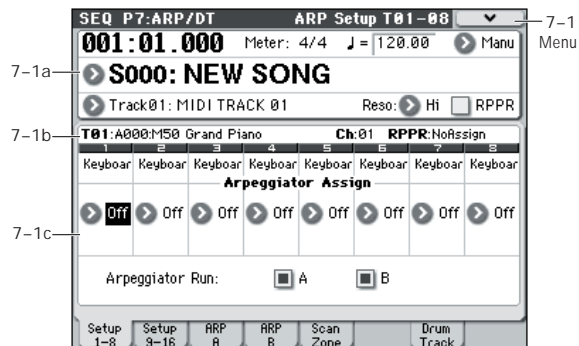 SEQ P7:ARP/DT ARP Setup T01-08
7-1
Menu
001:01.000 Meter: 4/4 ♩= 120.00 Manu
7-1a
S000: NEW SONG
Track01: MIDI TRACK 01 Reso: Hi RPPR
7-1b
T01:A000:M50 Grand Piano Ch:01 RPPR:NoAssign
1 2 3 4 5 6 7 8
Keyboar Keyboar Keyboar Keyboar Keyboar Keyboar Keyboar Keyboar
Arpeggiator Assign
7-1c
Off Off Off Off Off Off Off Off
Arpeggiator Run: A B
Setup 1-8 Setup 9-16 ARP A ARP B Scan Zone Drum Track